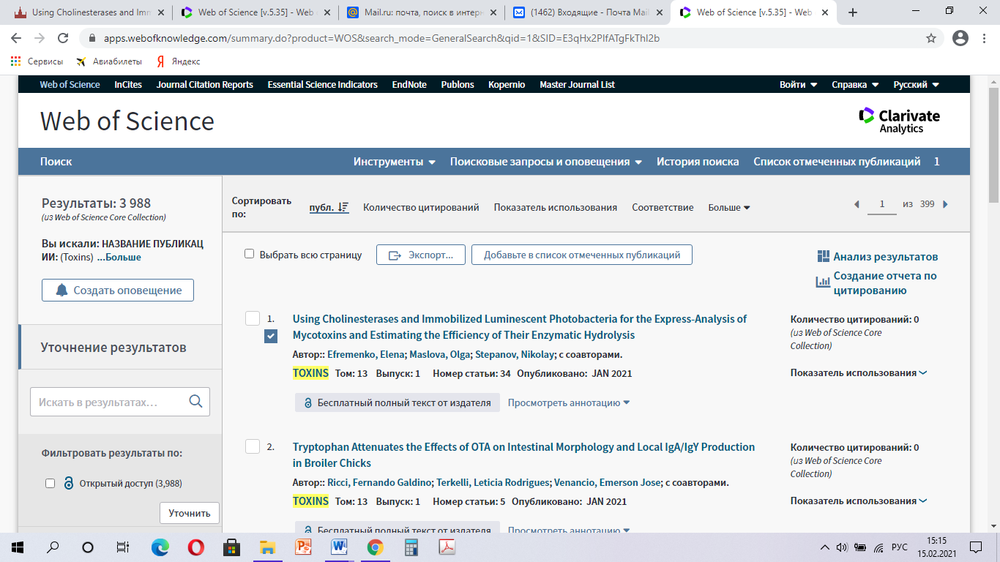 Using Cholinesterases and Imm
Web of Science [v.5.35] - Web
Mail.ru: почта, поиск в интерн
(1462) Входящие - Почта Mail
Web of Science [v.5.35] - Web
apps.webofknowledge.com/summary.do?product=WOS&search_mode=GeneralSearch&qid=1&SID=E3qHx2PlfATgFkThI2b
Сервисы Авиабилеты Яндекс
Web of Science InCites Journal Citation Reports Essential Science Indicators EndNote Publons Kopernio Master Journal List Войти Справка Русский
Web of Science
Clarivate
Analytics
Поиск Инструменты Поисковые запросы и оповещения История поиска Список отмеченных публикаций 1
Результаты: 3 988
(из Web of Science Core Collection)
Вы искали: НАЗВАНИЕ ПУБЛИКАЦ
ИИ: (Toxins) ...Больше
Создать оповещение
Уточнение результатов
Искать в результатах...
Фильтровать результаты по:
Открытый доступ (3,988)
Уточнить
Сортировать
по:
публ. Количество цитирований Показатель использования Соответствие Больше
1 из 399
Выбрать всю страницу Экспорт... Добавьте в список отмеченных публикаций
Анализ результатов
Создание отчета по
цитированию
1. Using Cholinesterases and Immobilized Luminescent Photobacteria for the Express-Analysis of
Mycotoxins and Estimating the Efficiency of Their Enzymatic Hydrolysis
Автор:: Efremenko, Elena; Maslova, Olga; Stepanov, Nikolay; с соавторами.
TOXINS Том: 13 Выпуск: 1 Номер статьи: 34 Опубликовано: JAN 2021
Бесплатный полный текст от издателя Просмотреть аннотацию
Количество цитирований: 0
(из Web of Science Core
Collection)
Показатель использования
2. Tryptophan Attenuates the Effects of OTA on Intestinal Morphology and Local IgA/IgY Production
in Broiler Chicks
Автор:: Ricci, Fernando Galdino; Terkelli, Leticia Rodrigues; Venancio, Emerson Jose; с соавторами.
TOXINS Том: 13 Выпуск: 1 Номер статьи: 5 Опубликовано: JAN 2021
Бесплатный полный текст от издателя Просмотреть аннотацию
Количество цитирований: 0
(из Web of Science Core
Collection)
Показатель использования
РУС
15:15
15.02.2021